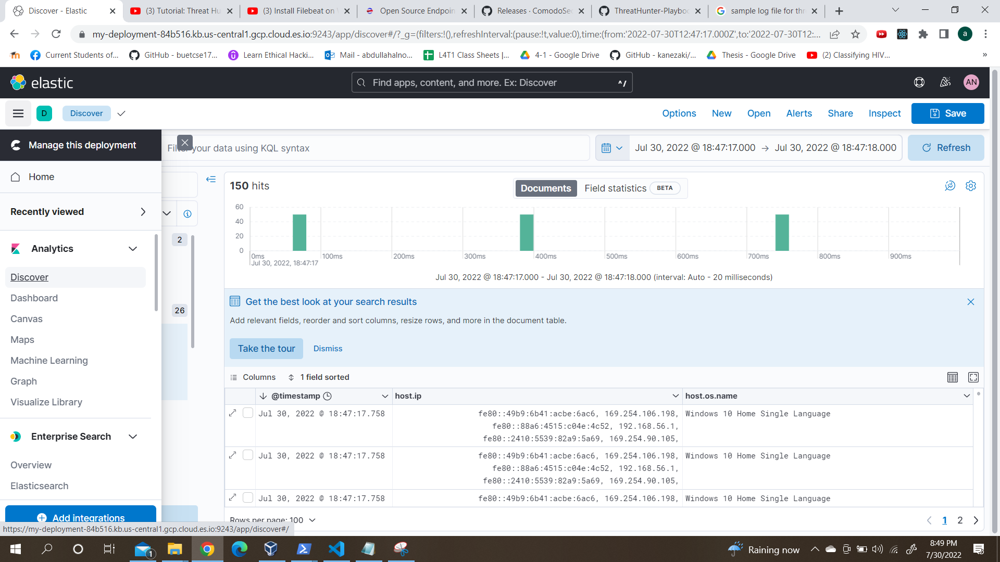 Discover - Elastic
(3) Tutorial: Threat Hu
(3) Install Filebeat on
Open Source Endpoin
Releases · ComodoSe
ThreatHunter-Playbo
sample log file for thr
my-deployment-84b516.kb.us-central1.gcp.cloud.es.io:9243/app/discover#/?_g=(filters:!(),refreshInterval:(pause:!t,value:0),time:(from:'2022-07-30T12:47:17.000Z',to:'2022-07-30T12:...
a
Current Students of...
GitHub - buetcse17...
Learn Ethical Hacki...
Mail - abdullahalno...
L4T1 Class Sheets |...
4-1 - Google Drive
GitHub - kanezaki/...
Thesis - Google Drive
(2) Classifying HIV...
»
elastic
Find apps, content, and more. Ex: Discover
^/
AN
D
Discover
Options
New
Open
Alerts
Share
Inspect
Save
Manage this deployment
Filter your data using KQL syntax
Jul 30, 2022 @ 18:47:17.000 → Jul 30, 2022 @ 18:47:18.000
Refresh
Home
Recently viewed
2
26
150 hits
Documents
Field statistics
BETA
60
40
20
0
0ms
Jul 30, 2022, 18:47:17
100ms
200ms
300ms
400ms
500ms
600ms
700ms
800ms
900ms
Jul 30, 2022 @ 18:47:17.000 - Jul 30, 2022 @ 18:47:18.000 (interval: Auto - 20 milliseconds)
Analytics
Discover
Dashboard
Canvas
Maps
Machine Learning
Graph
Visualize Library
Enterprise Search
Overview
Elasticsearch
Add integrations
Get the best look at your search results
Add relevant fields, reorder and sort columns, resize rows, and more in the document table.
Take the tour
Dismiss
Columns
1 field sorted
@timestamp
host.ip
host.os.name
Jul 30, 2022 @ 18:47:17.758
fe80::49b9:6b41:acbe:6ac6, 169.254.106.198,
fe80::88a6:4515:c04e:4c52, 192.168.56.1,
fe80::2410:5539:82a9:5a69, 169.254.90.105,
Windows 10 Home Single Language
Jul 30, 2022 @ 18:47:17.758
fe80::49b9:6b41:acbe:6ac6, 169.254.106.198,
fe80::88a6:4515:c04e:4c52, 192.168.56.1,
fe80::2410:5539:82a9:5a69, 169.254.90.105,
Windows 10 Home Single Language
Jul 30, 2022 @ 18:47:17.758
fe80::49b9:6b41:acbe:6ac6, 169.254.106.198,
Windows 10 Home Single Language
Rows per page: 100
1
2
https://my-deployment-84b516.kb.us-central1.gcp.cloud.es.io:9243/app/discover#/
1
Raining now
8:49 PM
7/30/2022